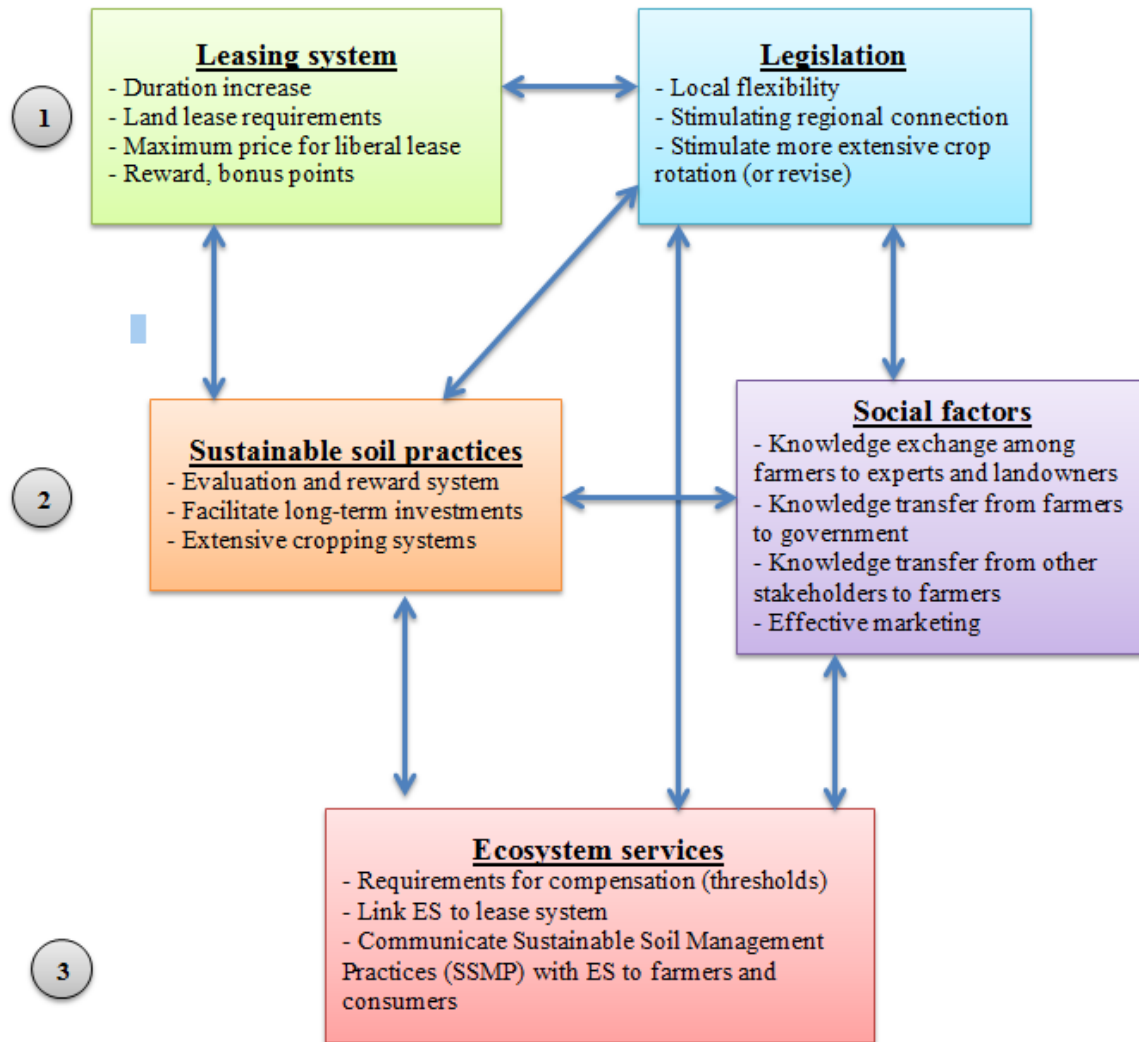 1
Leasing system
- Duration increase
- Land lease requirements
- Maximum price for liberal lease
- Reward, bonus points
Legislation
- Local flexibility
- Stimulating regional connection
- Stimulate more extensive crop
rotation (or revise)
2
Sustainable soil practices
- Evaluation and reward system
- Facilitate long-term investments
- Extensive cropping systems
Social factors
- Knowledge exchange among
farmers to experts and landowners
- Knowledge transfer from farmers
to government
- Knowledge transfer from other
stakeholders to farmers
- Effective marketing
3
Ecosystem services
- Requirements for compensation (thresholds)
- Link ES to lease system
- Communicate Sustainable Soil Management
Practices (SSMP) with ES to farmers and
consumers